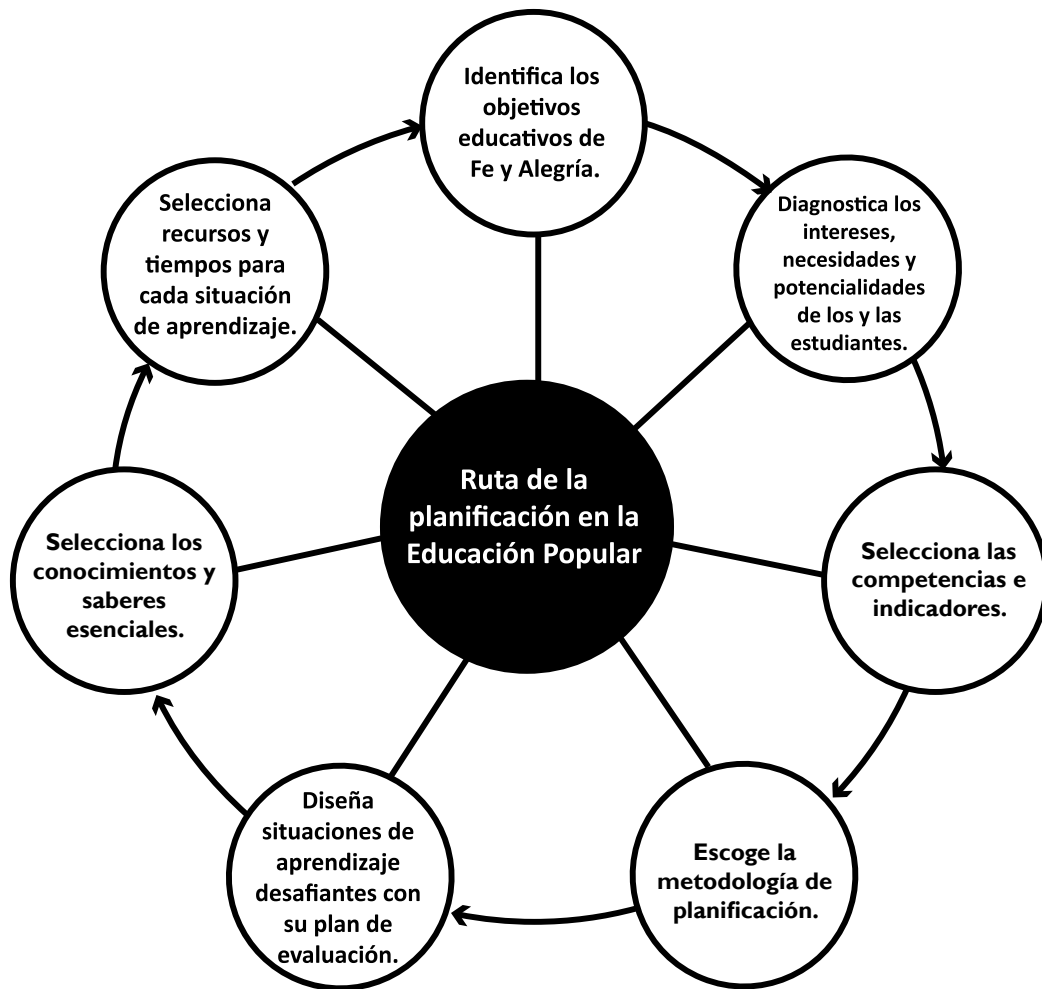 Identifica los
objetivos
educativos de
Fe y Alegría.
Diagnostica los
intereses,
necesidades y
potencialidades
de los y las
estudiantes.
Selecciona las
competencias e
indicadores.
Escoge la
metodología de
planificación.
Diseña
situaciones de
aprendizaje
desafiantes con
su plan de
evaluación.
Selecciona los
conocimientos y
saberes
esenciales.
Selecciona
recursos y
tiempos para
cada situación
de aprendizaje.
Ruta de la
planificación en la
Educación Popular